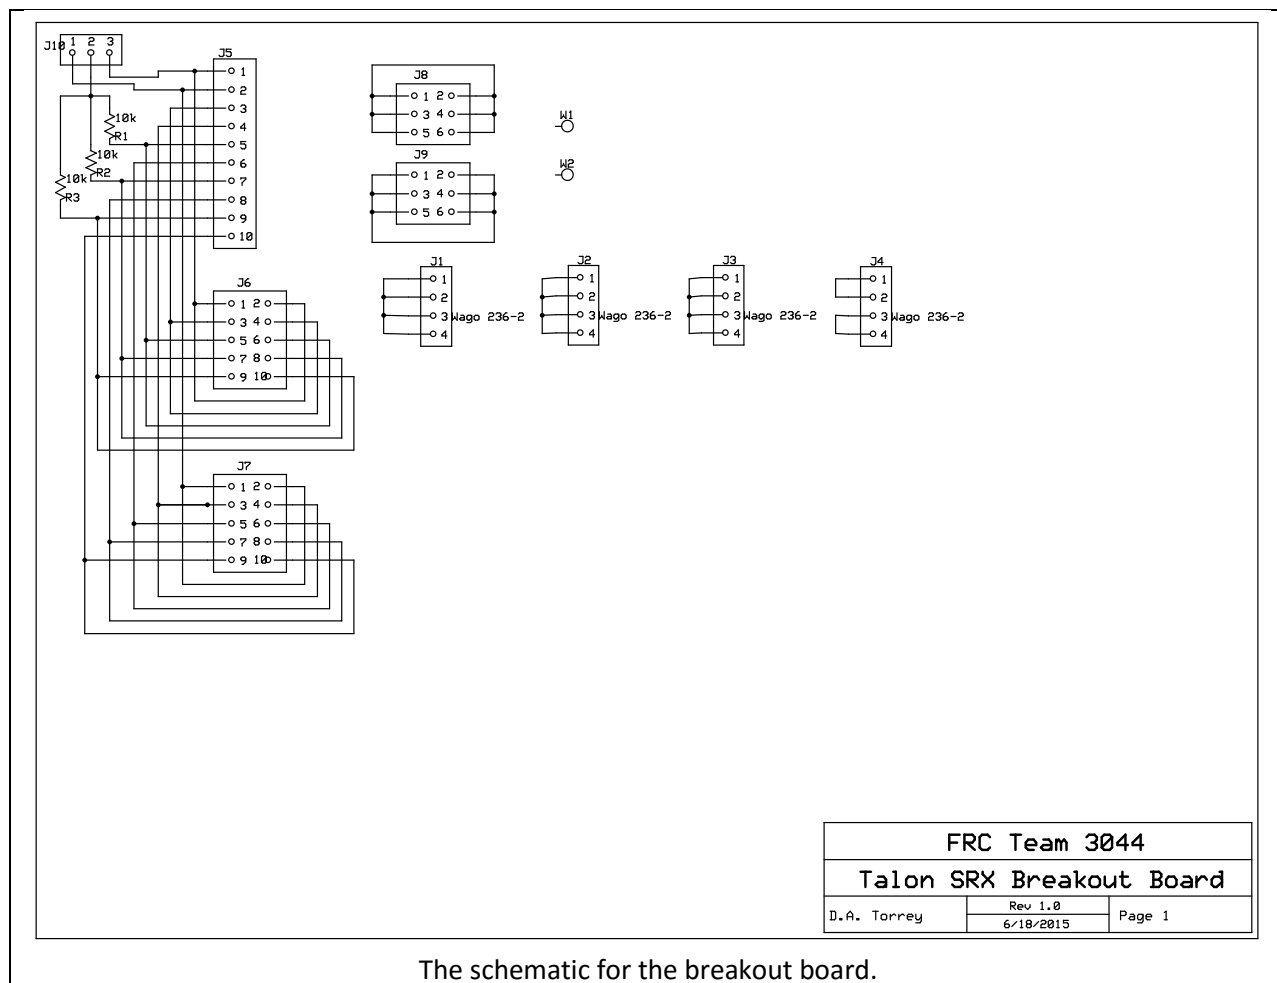 J10 1 2 3
J5
1
2
3
4
5
6
7
8
9
10
10k
R1
10k
R2
10k
R3
J8
1 2
3 4
5 6
J9
1 2
3 4
5 6
W1
W2
J6
1 2
3 4
5 6
7 8
9 10
J7
1 2
3 4
5 6
7 8
9 10
J1
1
2
3 Wago 236-2
4
J2
1
2
3 Wago 236-2
4
J3
1
2
3 Wago 236-2
4
J4
1
2
3 Wago 236-2
4
FRC Team 3044
Talon SRX Breakout Board
D.A. Torrey
Rev 1.0
6/18/2015
Page 1
The schematic for the breakout board.